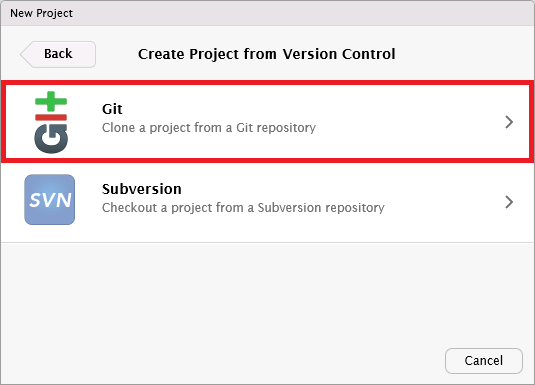 New Project
Back
Create Project from Version Control
Git
Clone a project from a Git repository
SVN
Subversion
Checkout a project from a Subversion repository
Cancel